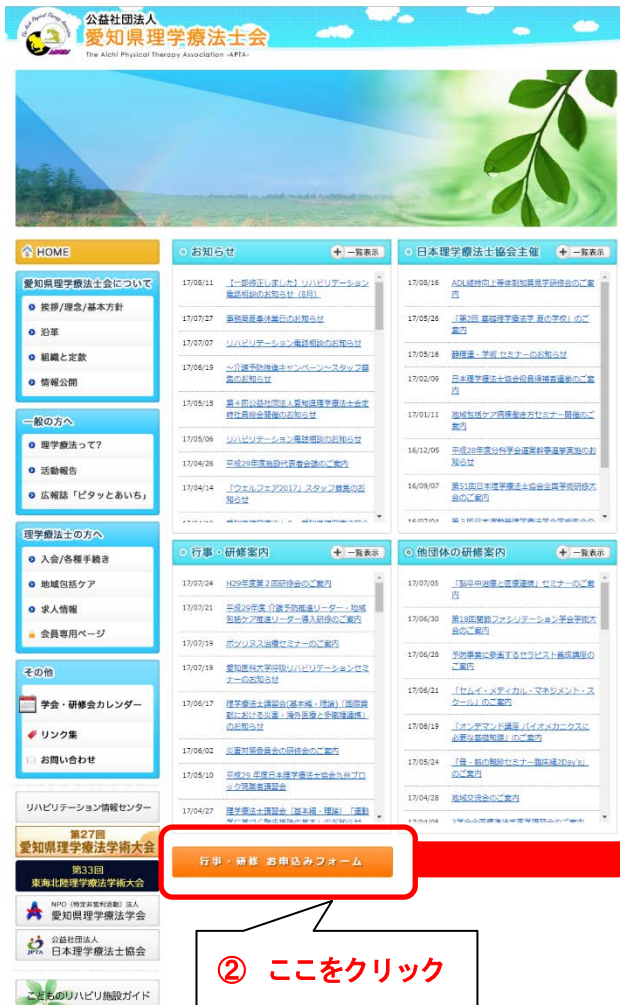 公益社団法人
愛知県理学療法士会
The Aichi Physical Therapy Association -APTA-
HOME
愛知県理学療法士会について
挨拶/理念/基本方針
沿革
組織と定款
情報公開
一般の方へ
理学療法って?
活動報告
広報誌「ピタッとあいち」
理学療法士の方へ
入会/各種手続き
地域包括ケア
求人情報
会員専用ページ
その他
学会・研修会カレンダー
リンク集
お問い合わせ
リハビリテーション情報センター
第27回
愛知県理学療法学術大会
第33回
東海北陸理学療法学術大会
NPO(特定非営利活動)法人
愛知県理学療法学会
公益社団法人
日本理学療法士協会
こどものリハビリ施設ガイド
お知らせ
+ 一覧表示
17/08/11 【一部修正しました】リハビリテーション
電話相談のお知らせ(8月)
17/07/27 事務局夏季休業日のお知らせ
17/07/07 リハビリテーション電話相談のお知らせ
17/06/19 ~介護予防推進キャンペーン~スタッフ募
集のお知らせ
17/05/15 第4回公益社団法人愛知県理学療法士会定
時社員総会開催のお知らせ
17/05/06 リハビリテーション電話相談のお知らせ
17/04/26 平成29年度施設代表者会議のご案内
17/04/14 「ウェルフェア2017」スタッフ募集のお
知らせ
日本理学療法士協会主催
+ 一覧表示
17/08/16 ADL維持向上等体制加算見学研修会のご案
内
17/05/26 「第2回 基礎理学療法学 夏の学校」のご
案内
17/05/16 静理連・学術 セミナーのお知らせ
17/02/09 日本理学療法士協会役員候補者選挙のご案
内
17/01/11 地域包括ケア病棟働き方セミナー開催のご
案内
16/12/05 平成28年度分科学会運営幹事選挙実施のお
知らせ
16/09/07 第51回日本理学療法士協会全国学術研修大
会のご案内
行事・研修案内
+ 一覧表示
17/07/24 H29年度第2回研修会のご案内
17/07/21 平成29年度 介護予防推進リーダー・地域
包括ケア推進リーダー導入研修のご案内
17/07/19 ボツリヌス治療セミナーのご案内
17/07/19 愛知医科大学呼吸リハビリテーションセミ
ナーのお知らせ
17/06/17 理学療法士講習会(基本編・理論)「国際貢
献における災害・海外医療と多職種連携」
のお知らせ
17/06/02 災害対策委員会の研修会のご案内
17/05/10 平成29 年度日本理学療法士協会九州ブロ
ック現職者講習会
17/04/27 理学療法士講習会(基本編・理論)「運動
他団体の研修案内
+ 一覧表示
17/07/05 「脳卒中治療と医療連携」セミナーのご案
内
17/06/30 第18回関節ファシリテーション学会学術大
会のご案内
17/06/28 予防事業に参画するセラピスト養成講座の
ご案内
17/06/21 「セムイ・メディカル・マネジメント・ス
クール」のご案内
17/06/19 「オンデマンド講座 バイオメカニクスに
必要な基礎知識」のご案内
17/05/24 「骨・筋の触診セミナー臨床編2Day's」
のご案内
17/04/28 地域交流会のご案内
行事・研修 お申込みフォーム
② ここをクリック